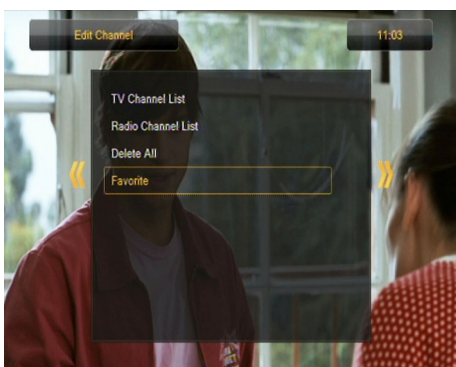 Edit Channel
11:03
TV Channel List
Radio Channel List
Delete All
Favorite